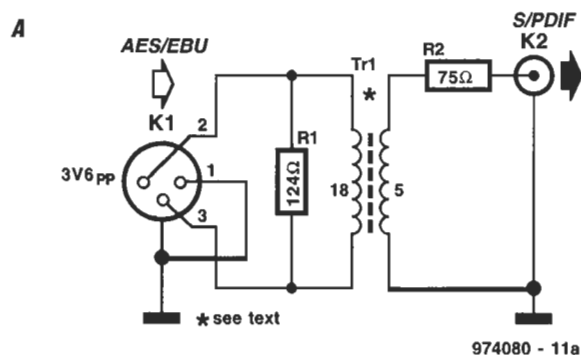 A
AES/EBU
K1
3V6PP
2
1
3
R1
124Ω
Tr1
*
18
5
R2
75Ω
S/PDIF
K2
* see text
974080 - 11a